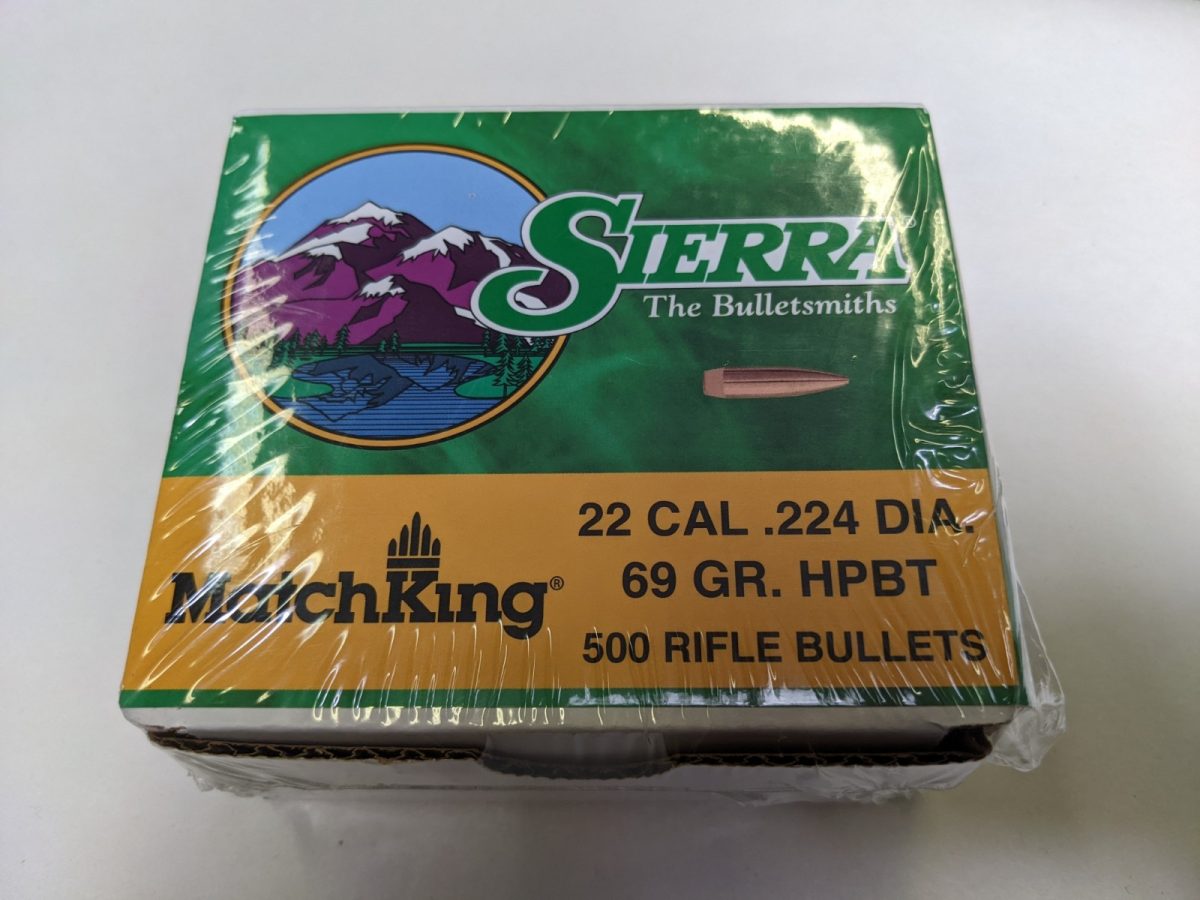 SIERRA
The Bulletsmiths
22 CAL .224 DIA.
69 GR. HPBT
MatchKing®
500 RIFLE BULLETS